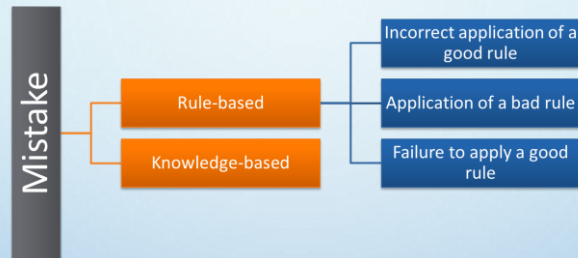 Mistake
Rule-based
Knowledge-based
Incorrect application of a
good rule
Application of a bad rule
Failure to apply a good
rule